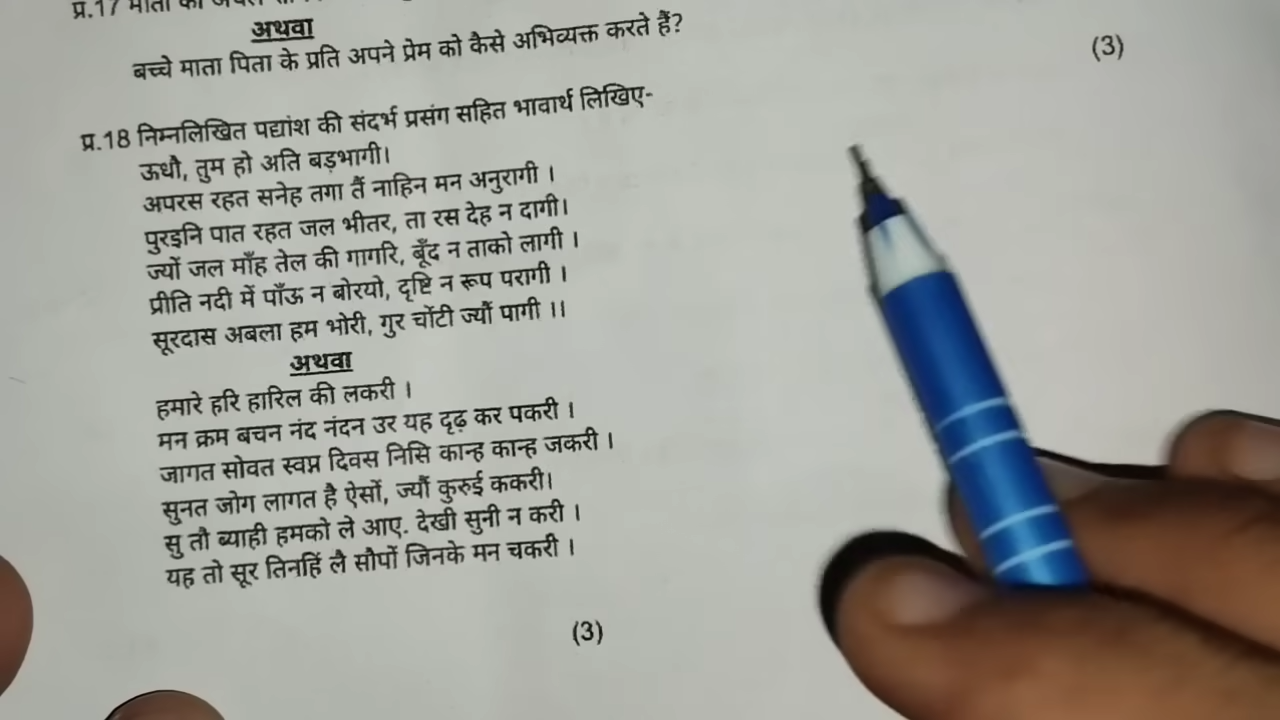 प्र.17 माता का
अथवा
बच्चे माता पिता के प्रति अपने प्रेम को कैसे अभिव्यक्त करते हैं?
(3)
प्र.18 निम्नलिखित पद्यांश की संदर्भ प्रसंग सहित भावार्थ लिखिए-
ऊधौ, तुम हो अति बड़भागी।
अपरस रहत सनेह तगा तैं नाहिन मन अनुरागी ।
पुरइनि पात रहत जल भीतर, ता रस देह न दागी।
ज्यों जल माँह तेल की गागरि, बूँद न ताको लागी ।
प्रीति नदी में पाँऊ न बोरयो, दृष्टि न रूप परागी ।
सूरदास अबला हम भोरी, गुर चोंटी ज्यौं पागी ।।
अथवा
हमारे हरि हारिल की लकरी ।
मन क्रम बचन नंद नंदन उर यह दृढ़ कर पकरी ।
जागत सोवत स्वप्न दिवस निसि कान्ह कान्ह जकरी ।
सुनत जोग लागत है ऐसों, ज्यौं कुरुई ककरी।
सु तौ ब्याही हमको ले आए. देखी सुनी न करी ।
यह तो सूर तिनहिं लै सौपों जिनके मन चकरी ।
(3)